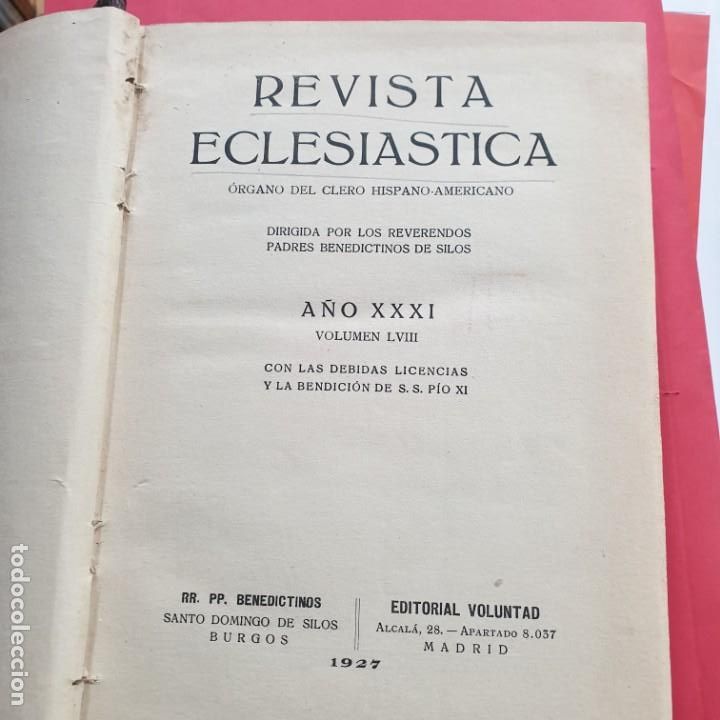 REVISTA
ECLESIASTICA
ÓRGANO DEL CLERO HISPANO-AMERICANO
DIRIGIDA POR LOS REVERENDOS
PADRES BENEDICTINOS DE SILOS
AÑO XXXI
VOLUMEN LVIII
CON LAS DEBIDAS LICENCIAS
Y LA BENDICIÓN DE S. S. PÍO XI
RR. PP. BENEDICTINOS
SANTO DOMINGO DE SILOS
BURGOS
EDITORIAL VOLUNTAD
ALCALÁ, 28. — APARTADO 8.037
MADRID
1927
todocoleccion